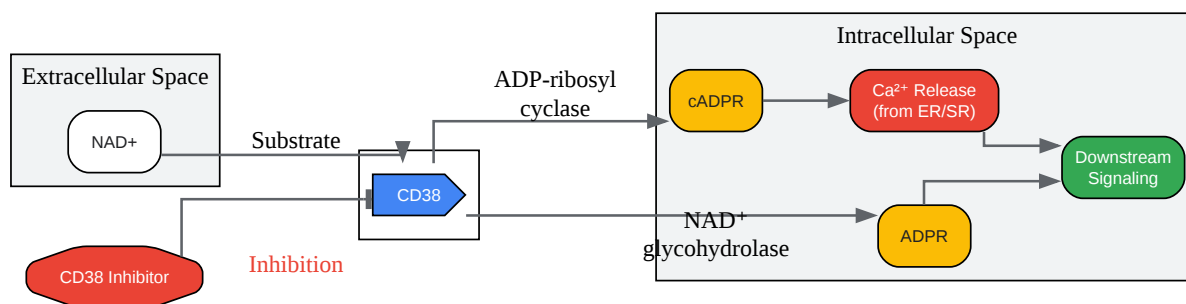 Extracellular Space
NAD+
Substrate
CD38
CD38 Inhibitor
Inhibition
ADP-ribosyl
cyclase
NAD⁺
glycohydrolase
Intracellular Space
cADPR
Ca²⁺ Release
(from ER/SR)
ADPR
Downstream
Signaling